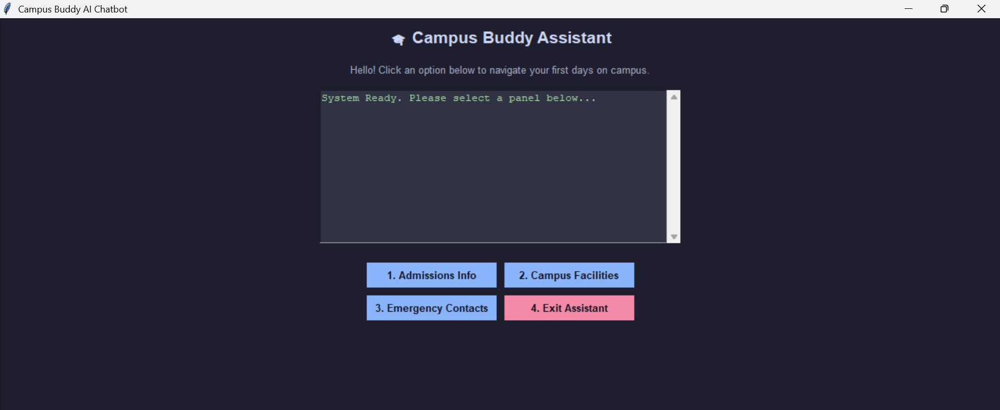 Campus Buddy AI Chatbot
Campus Buddy Assistant
Hello! Click an option below to navigate your first days on campus.
System Ready. Please select a panel below...
1. Admissions Info
2. Campus Facilities
3. Emergency Contacts
4. Exit Assistant